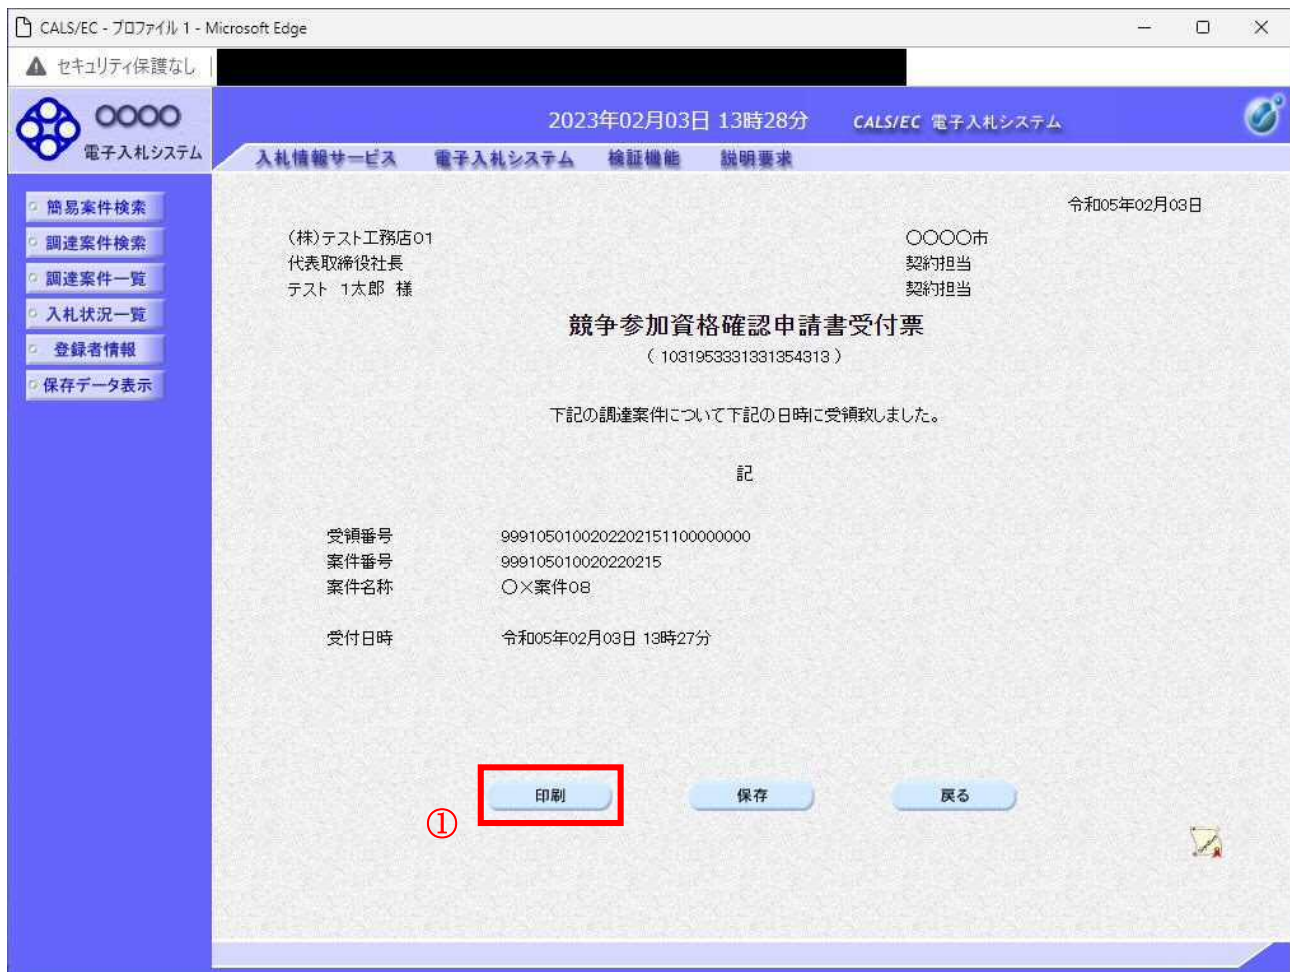 CALS/EC - プロファイル 1 - Microsoft Edge
セキュリティ保護なし
〇〇〇〇
電子入札システム
2023年02月03日 13時28分
CALS/EC 電子入札システム
入札情報サービス 電子入札システム 検証機能 説明要求
簡易案件検索
調達案件検索
調達案件一覧
入札状況一覧
登録者情報
保存データ表示
令和05年02月03日
(株)テスト工務店01
代表取締役社長
テスト 1太郎 様
〇〇〇〇市
契約担当
契約担当
競争参加資格確認申請書受付票
( 1031953331331354313 )
下記の調達案件について下記の日時に受領致しました。
記
受領番号 99910501002022021511​00000000
案件番号 999105010020220215
案件名称 〇×案件08
受付日時 令和05年02月03日 13時27分
①
印刷
保存
戻る